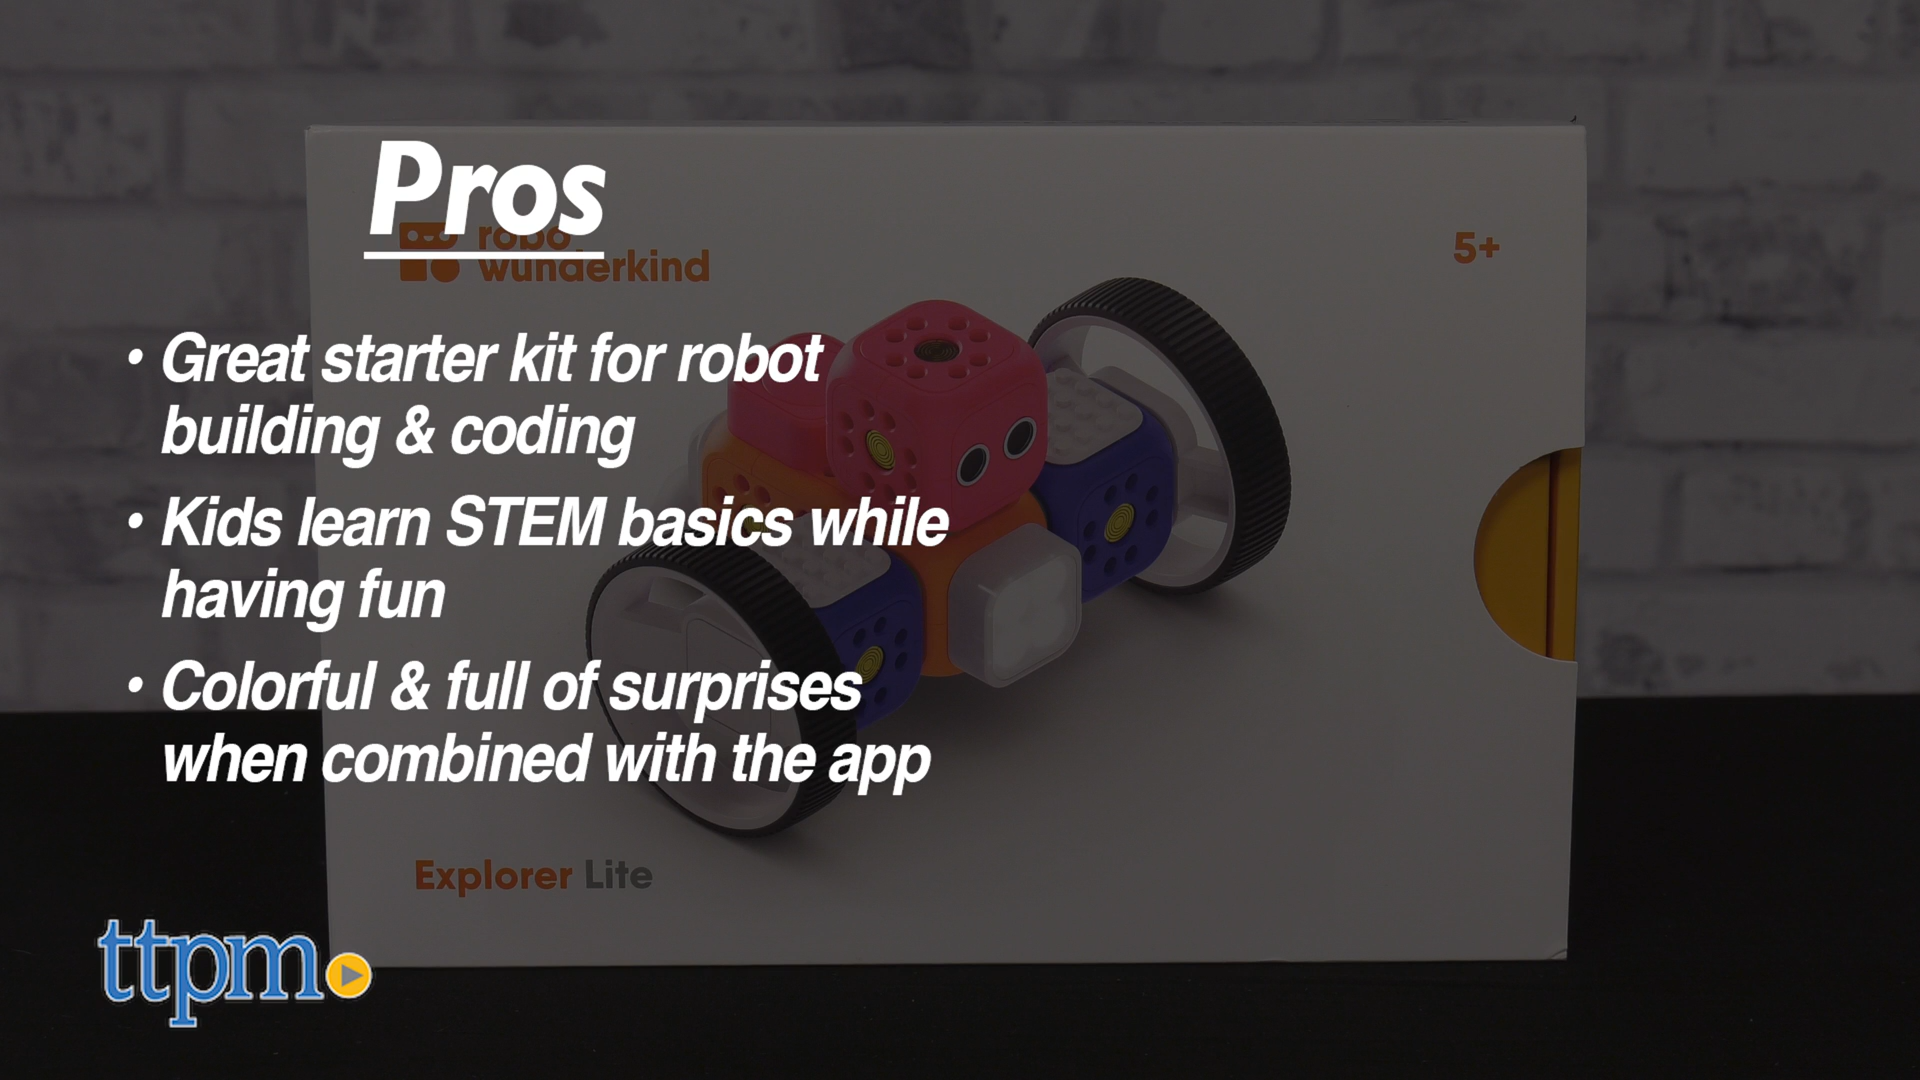 Pros
robo
wunderkind
5+
• Great starter kit for robot
building & coding
• Kids learn STEM basics while
having fun
• Colorful & full of surprises
when combined with the app
Explorer Lite
ttpm